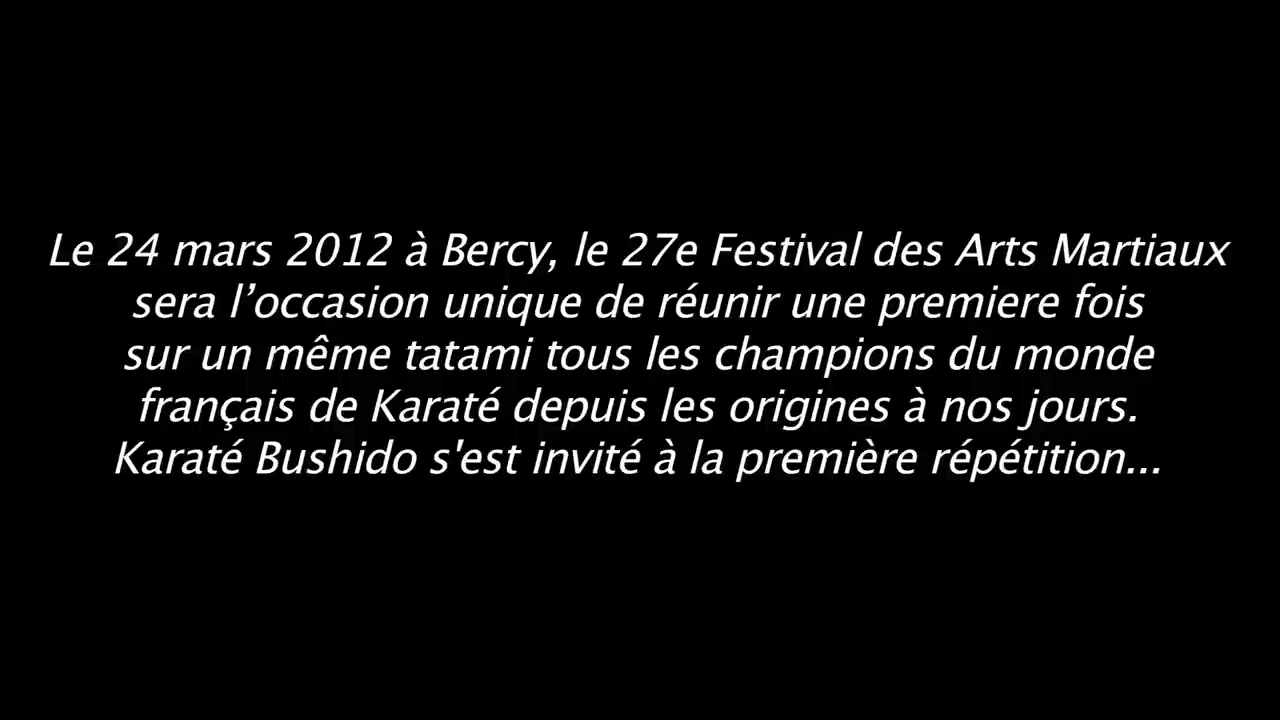 Le 24 mars 2012 à Bercy, le 27e Festival des Arts Martiaux
sera l’occasion unique de réunir une premiere fois
sur un même tatami tous les champions du monde
français de Karaté depuis les origines à nos jours.
Karaté Bushido s'est invité à la première répétition...